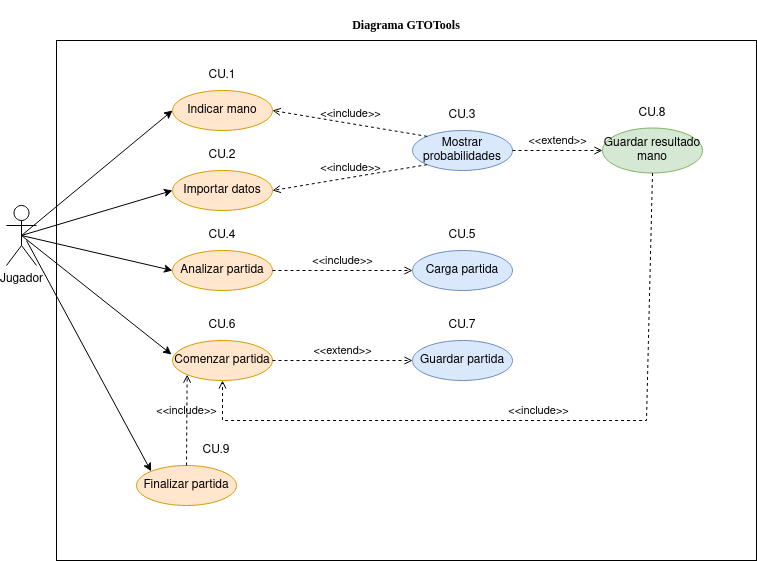 Diagrama GTOTools
CU.1
Indicar mano
<<include>>
CU.3
Mostrar
probabilidades
<<extend>>
CU.8
Guardar resultado
mano
CU.2
Importar datos
<<include>>
Jugador
CU.4
Analizar partida
<<include>>
CU.5
Carga partida
CU.6
Comenzar partida
<<extend>>
CU.7
Guardar partida
<<include>>
<<include>>
CU.9
Finalizar partida